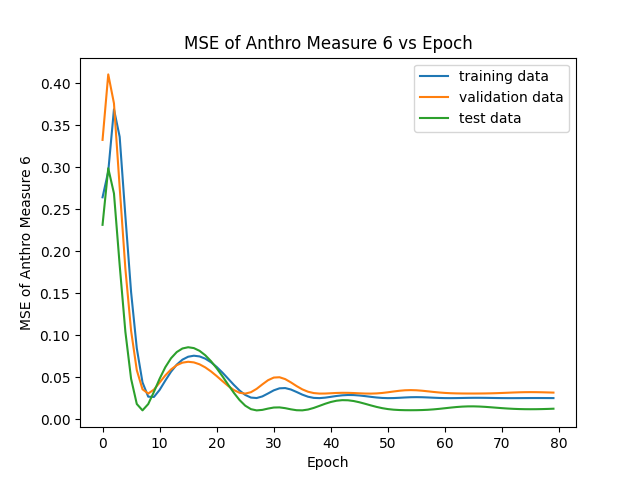 MSE of Anthro Measure 6 vs Epoch
training data
validation data
test data
MSE of Anthro Measure 6
0.40
0.35
0.30
0.25
0.20
0.15
0.10
0.05
0.00
0 10 20 30 40 50 60 70 80
Epoch